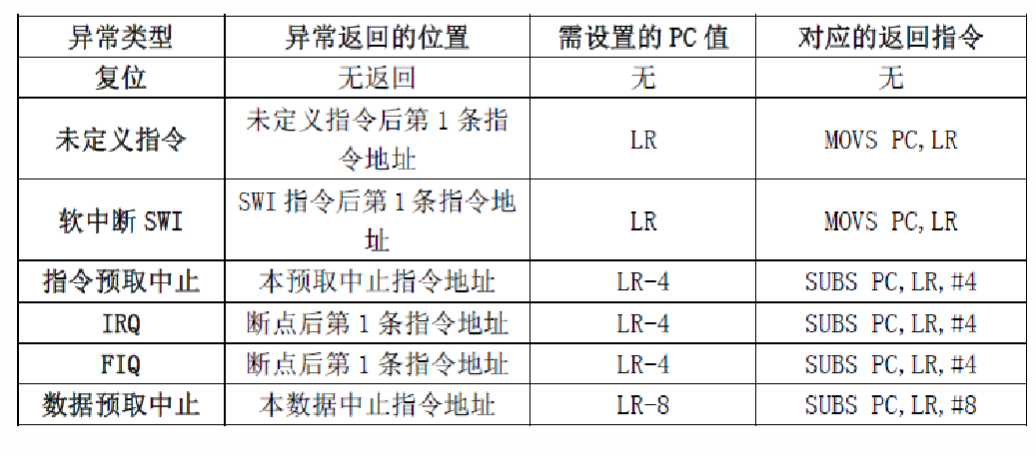 异常类型 异常返回的位置 需设置的 PC 值 对应的返回指令
复位 无返回 无 无
未定义指令 未定义指令后第 1 条指
令地址 LR MOVS PC, LR
软中断 SWI SWI 指令后第 1 条指令地
址 LR MOVS PC, LR
指令预取中止 本预取中止指令地址 LR-4 SUBS PC, LR, #4
IRQ 断点后第 1 条指令地址 LR-4 SUBS PC, LR, #4
FIQ 断点后第 1 条指令地址 LR-4 SUBS PC, LR, #4
数据预取中止 本数据中止指令地址 LR-8 SUBS PC, LR, #8